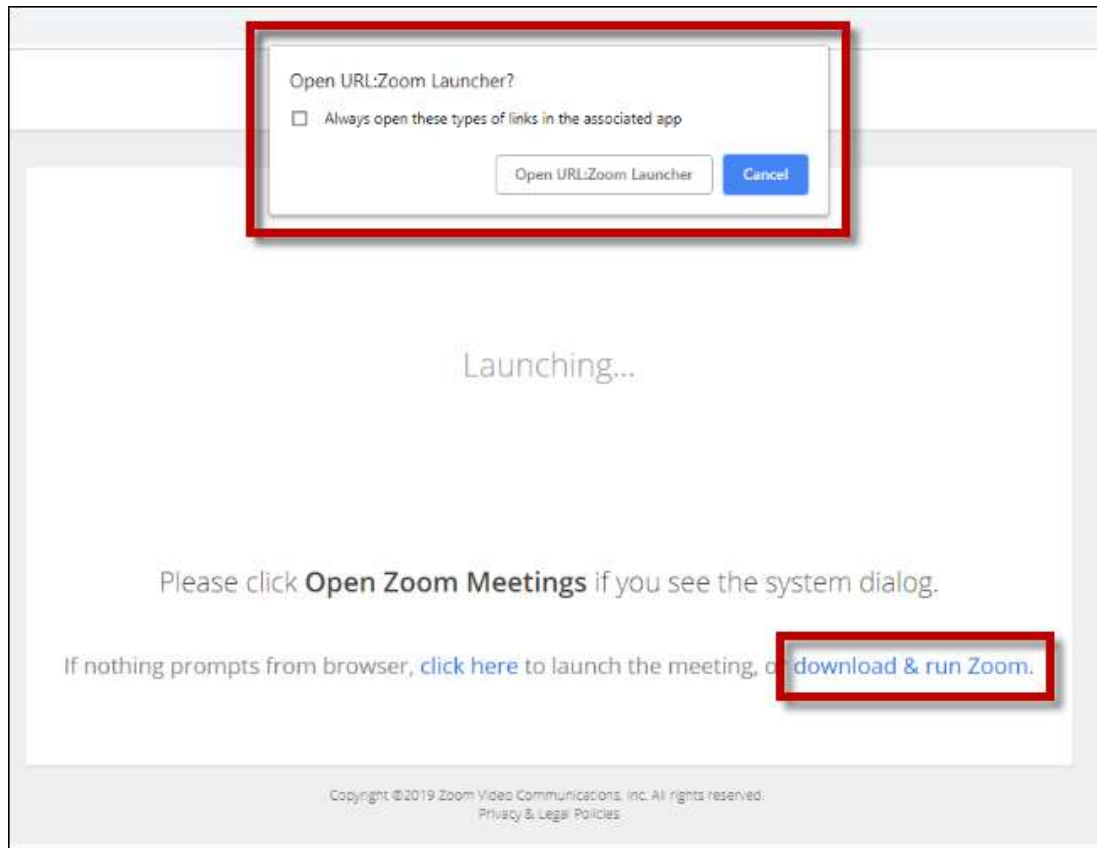 Open URL:Zoom Launcher?
Always open these types of links in the associated app
Open URL:Zoom Launcher Cancel
Launching...
Please click Open Zoom Meetings if you see the system dialog.
If nothing prompts from browser, click here to launch the meeting, o download & run Zoom.
Copyright ©2019 Zoom Video Communications, Inc. All rights reserved.
Privacy & Legal Policies